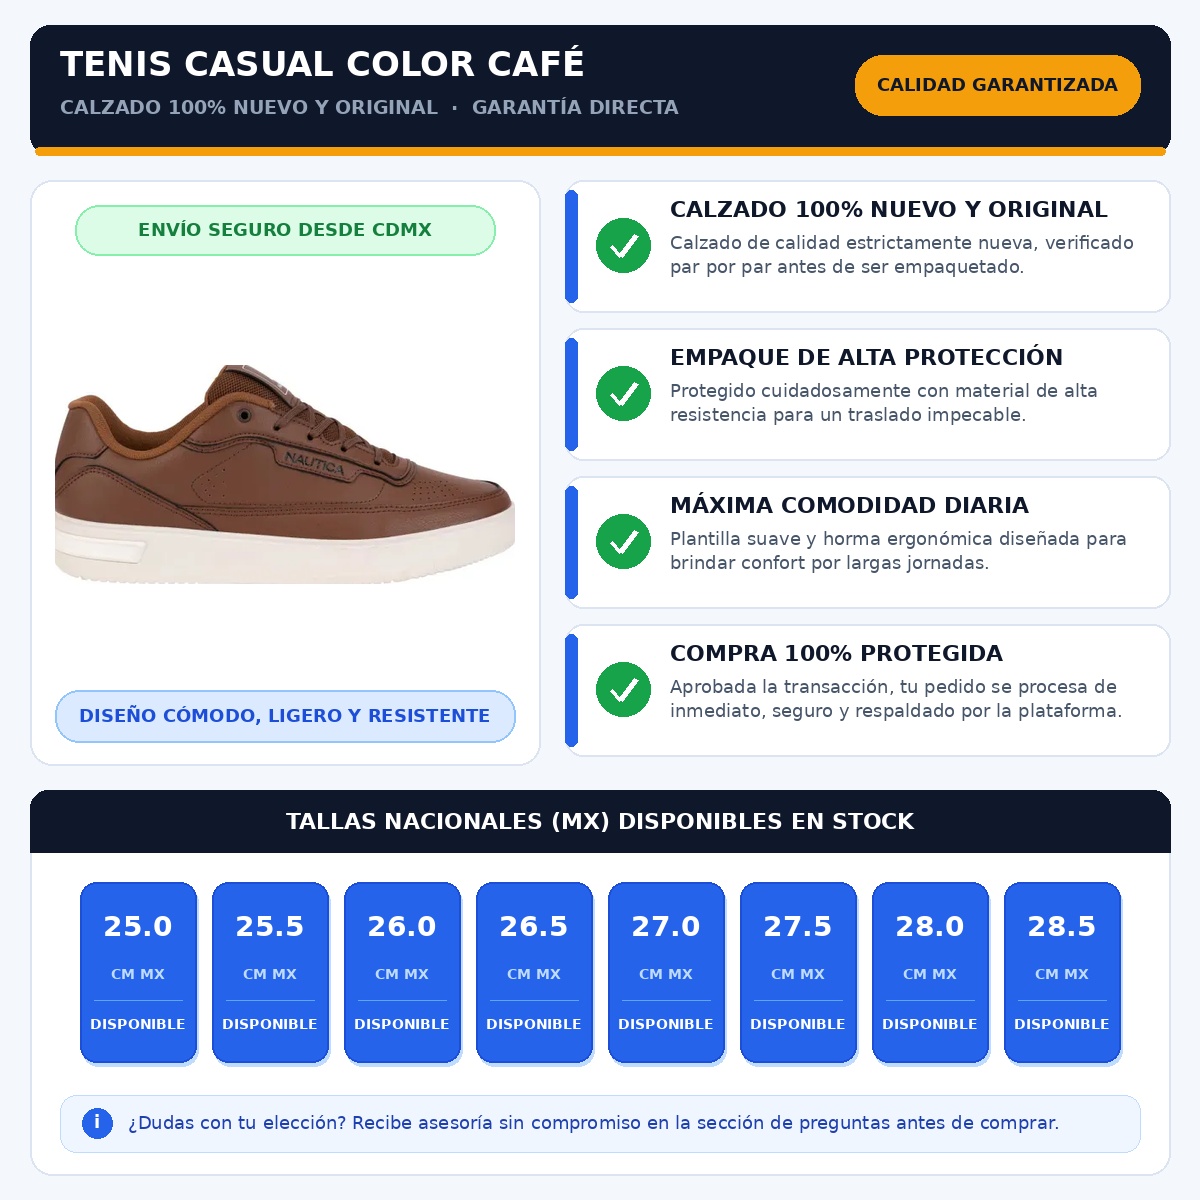 TENIS CASUAL COLOR CAFÉ
CALZADO 100% NUEVO Y ORIGINAL · GARANTÍA DIRECTA
CALIDAD GARANTIZADA
ENVÍO SEGURO DESDE CDMX
NAUTICA
DISEÑO CÓMODO, LIGERO Y RESISTENTE
CALZADO 100% NUEVO Y ORIGINAL
Calzado de calidad estrictamente nueva, verificado
par por par antes de ser empaquetado.
EMPAQUE DE ALTA PROTECCIÓN
Protegido cuidadosamente con material de alta
resistencia para un traslado impecable.
MÁXIMA COMODIDAD DIARIA
Plantilla suave y horma ergonómica diseñada para
brindar confort por largas jornadas.
COMPRA 100% PROTEGIDA
Aprobada la transacción, tu pedido se procesa de
inmediato, seguro y respaldado por la plataforma.
TALLAS NACIONALES (MX) DISPONIBLES EN STOCK
25.0 25.5 26.0 26.5 27.0 27.5 28.0 28.5
CM MX CM MX CM MX CM MX CM MX CM MX CM MX CM MX
DISPONIBLE DISPONIBLE DISPONIBLE DISPONIBLE DISPONIBLE DISPONIBLE DISPONIBLE DISPONIBLE
i ¿Dudas con tu elección? Recibe asesoría sin compromiso en la sección de preguntas antes de comprar.